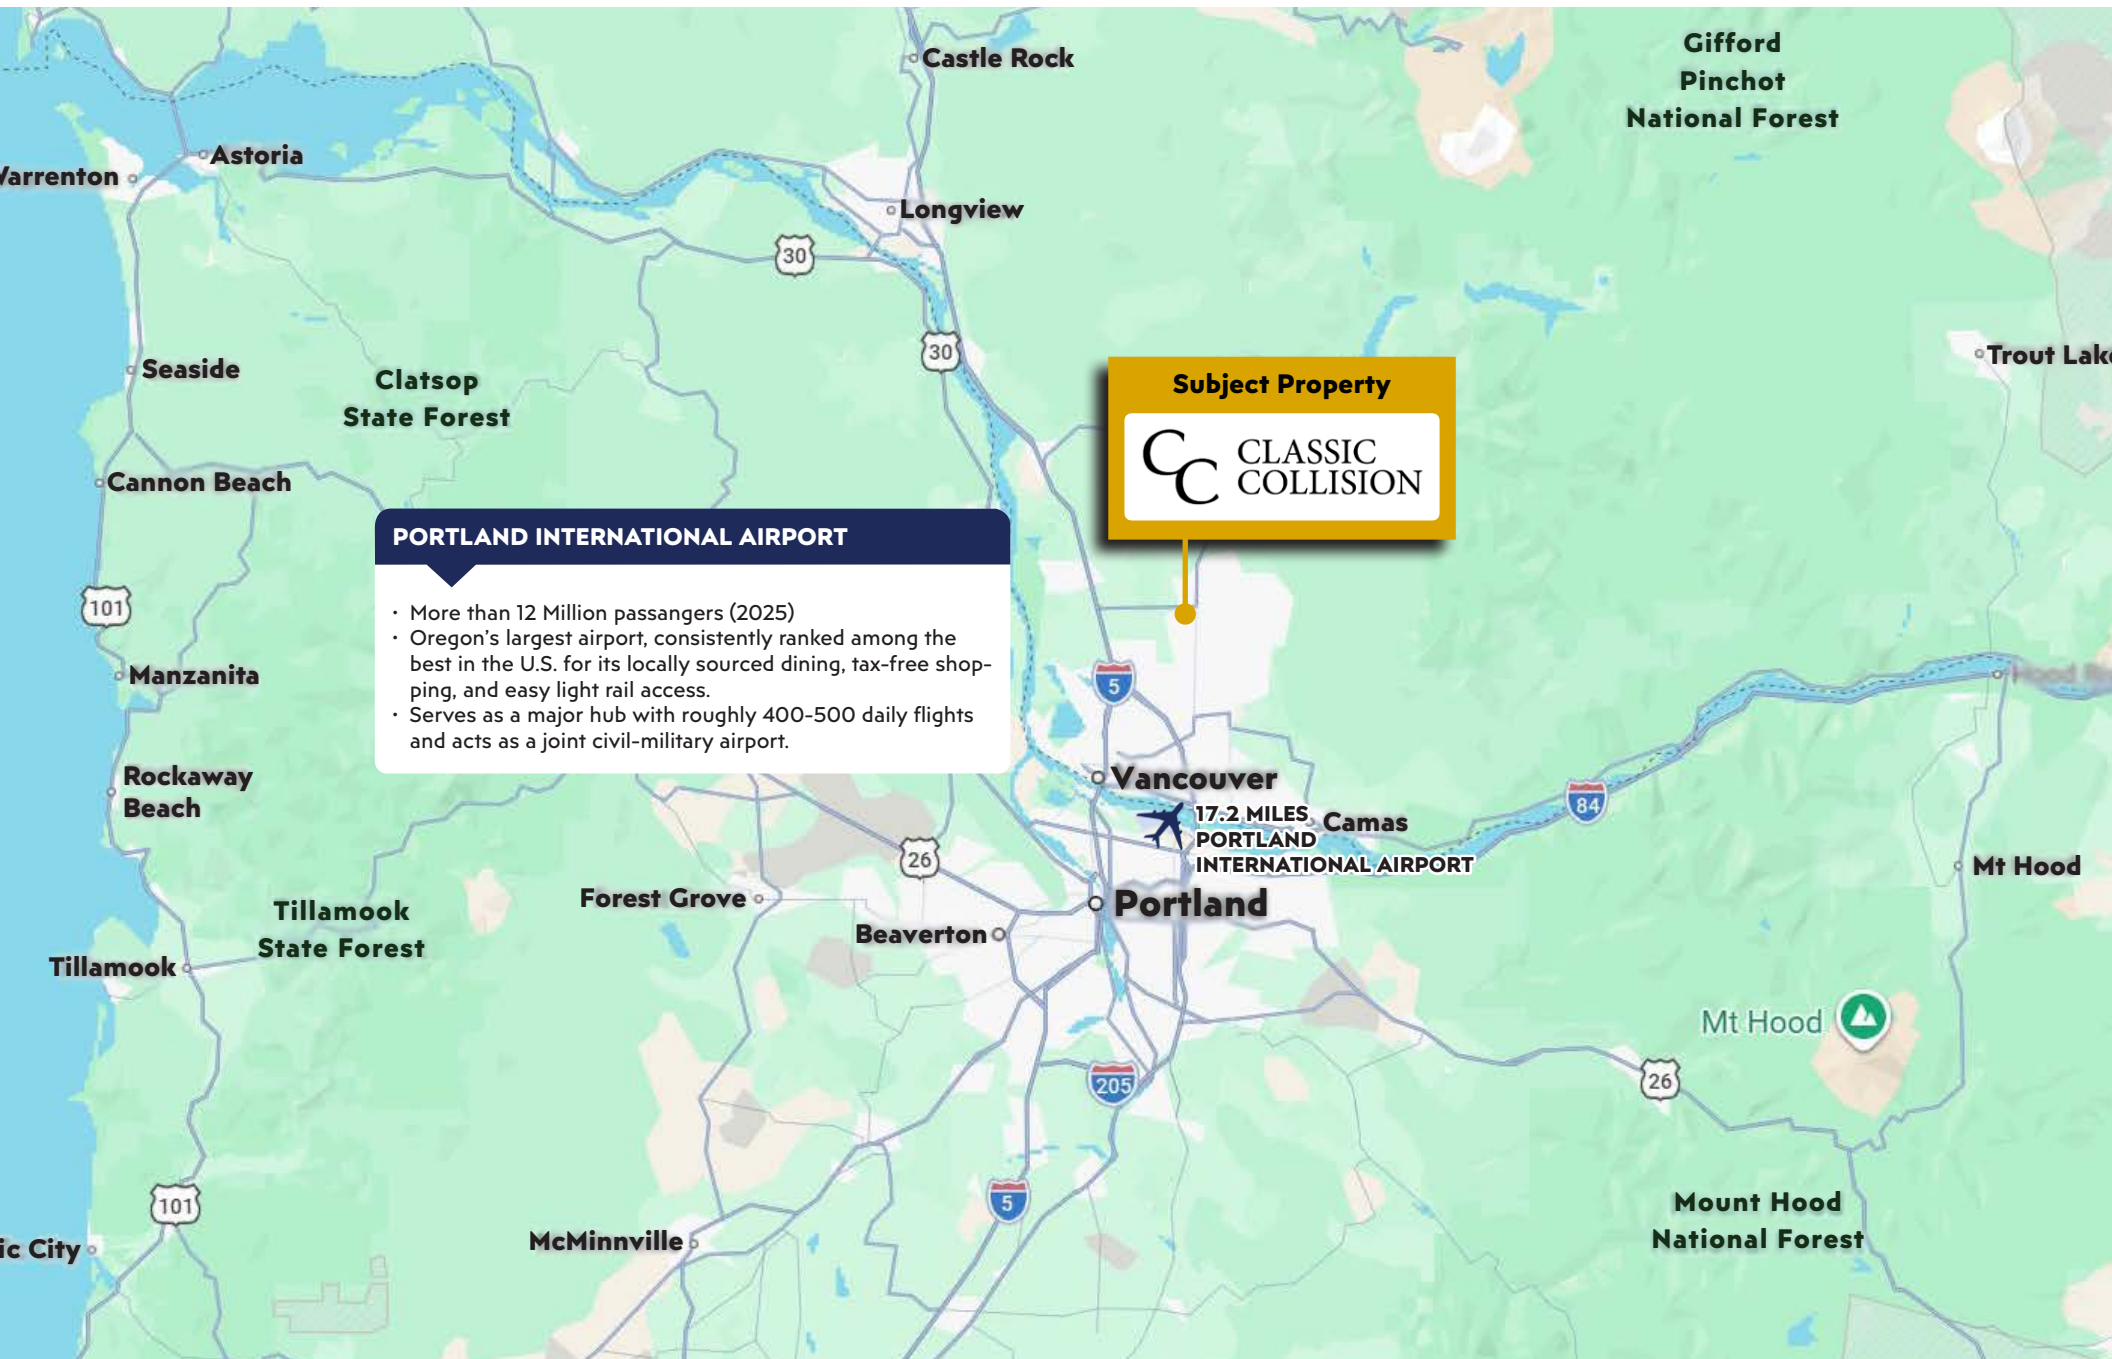 Castle Rock
Gifford
Pinchot
National Forest
Astoria
Warrenton
Longview
30
30
Trout Lake
Seaside
Clatsop
State Forest
Subject Property
CC CLASSIC
COLLISION
Cannon Beach
PORTLAND INTERNATIONAL AIRPORT
· More than 12 Million passangers (2025)
· Oregon's largest airport, consistently ranked among the
best in the U.S. for its locally sourced dining, tax-free shop-
ping, and easy light rail access.
· Serves as a major hub with roughly 400-500 daily flights
and acts as a joint civil-military airport.
101
Manzanita
5
Rockaway
Beach
Vancouver
17.2 MILES
PORTLAND
INTERNATIONAL AIRPORT
Camas
84
26
Mt Hood
Forest Grove
Portland
Beaverton
Tillamook
State Forest
Tillamook
Mt Hood
205
26
5
101
Mount Hood
National Forest
McMinnville
ic City